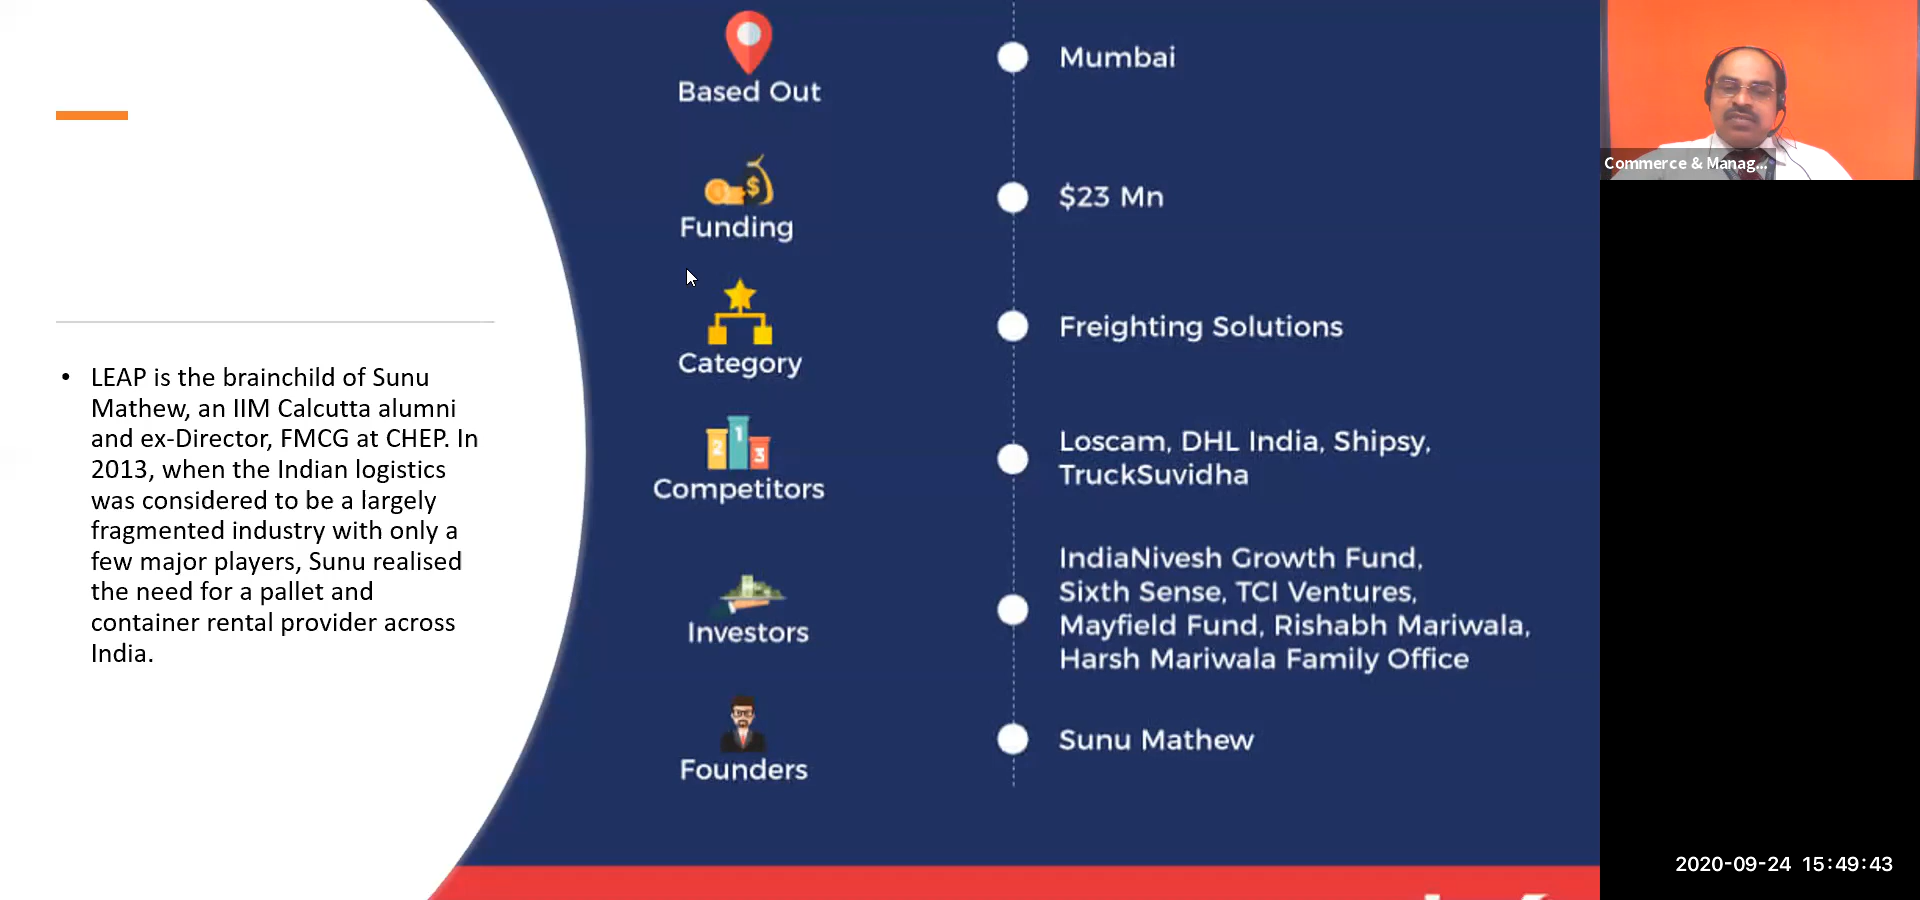 • LEAP is the brainchild of Sunu
Mathew, an IIM Calcutta alumni
and ex-Director, FMCG at CHEP. In
2013, when the Indian logistics
was considered to be a largely
fragmented industry with only a
few major players, Sunu realised
the need for a pallet and
container rental provider across
India.
Based Out
Mumbai
$
Funding
$23 Mn
Category
Freighting Solutions
2 1 3
Competitors
Loscam, DHL India, Shipsy,
TruckSuvidha
Investors
IndiaNivesh Growth Fund,
Sixth Sense, TCI Ventures,
Mayfield Fund, Rishabh Mariwala,
Harsh Mariwala Family Office
Founders
Sunu Mathew
Commerce & Manag...
2020-09-24 15:49:43